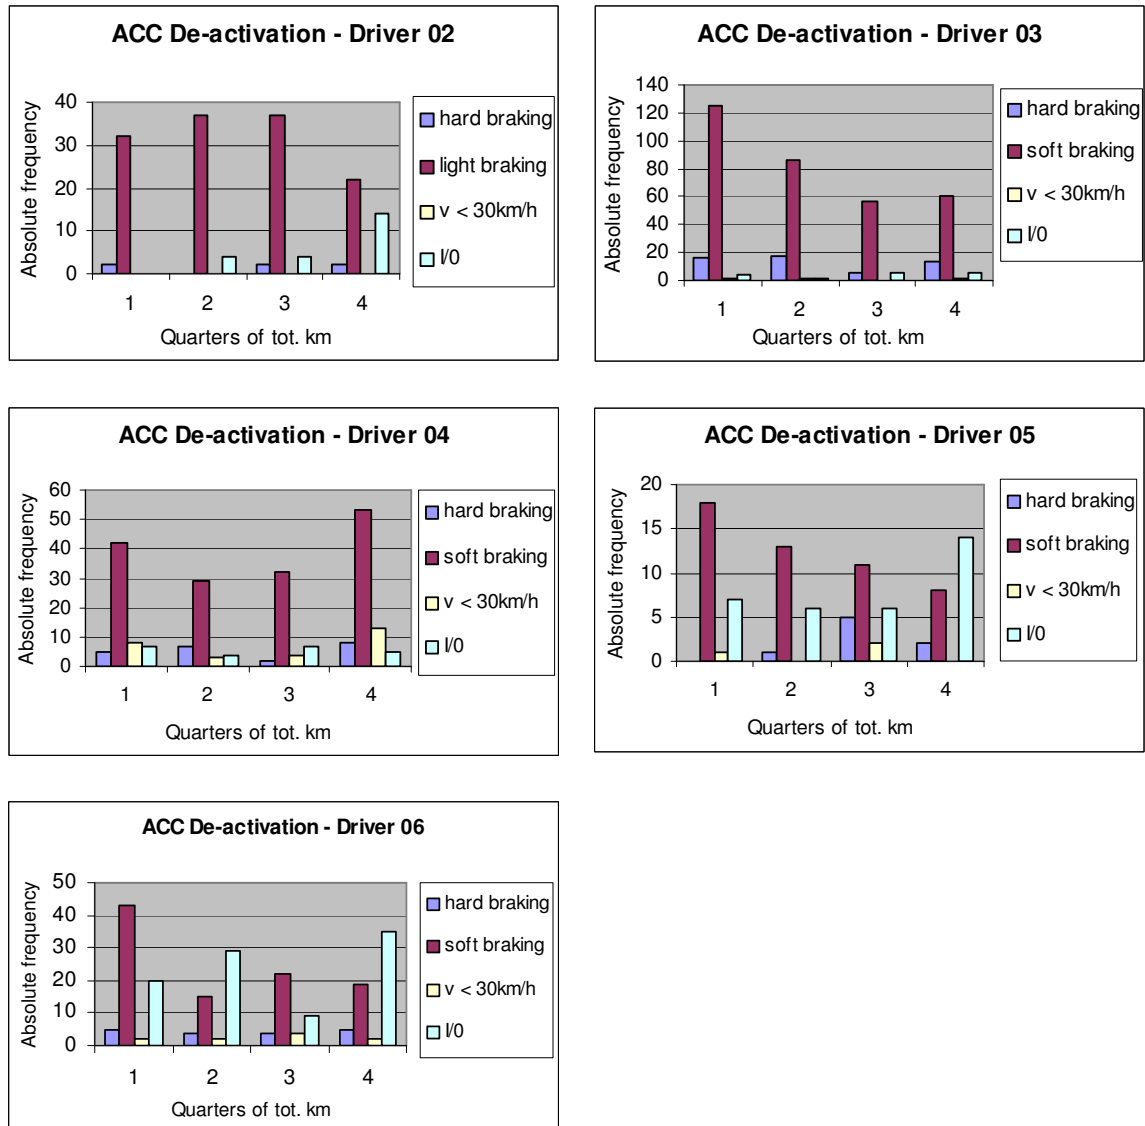 ACC De-activation - Driver 02
Absolute frequency
40
30
20
10
0
1 2 3 4
Quarters of tot. km
hard braking
light braking
v < 30km/h
I/0
ACC De-activation - Driver 03
Absolute frequency
140
120
100
80
60
40
20
0
1 2 3 4
Quarters of tot. km
hard braking
soft braking
v < 30km/h
I/0
ACC De-activation - Driver 04
Absolute frequency
60
50
40
30
20
10
0
1 2 3 4
Quarters of tot. km
hard braking
soft braking
v < 30km/h
I/0
ACC De-activation - Driver 05
Absolute frequency
20
15
10
5
0
1 2 3 4
Quarters of tot. km
hard braking
soft braking
v < 30km/h
I/0
ACC De-activation - Driver 06
Absolute frequency
50
40
30
20
10
0
1 2 3 4
Quarters of tot. km
hard braking
soft braking
v < 30km/h
I/0